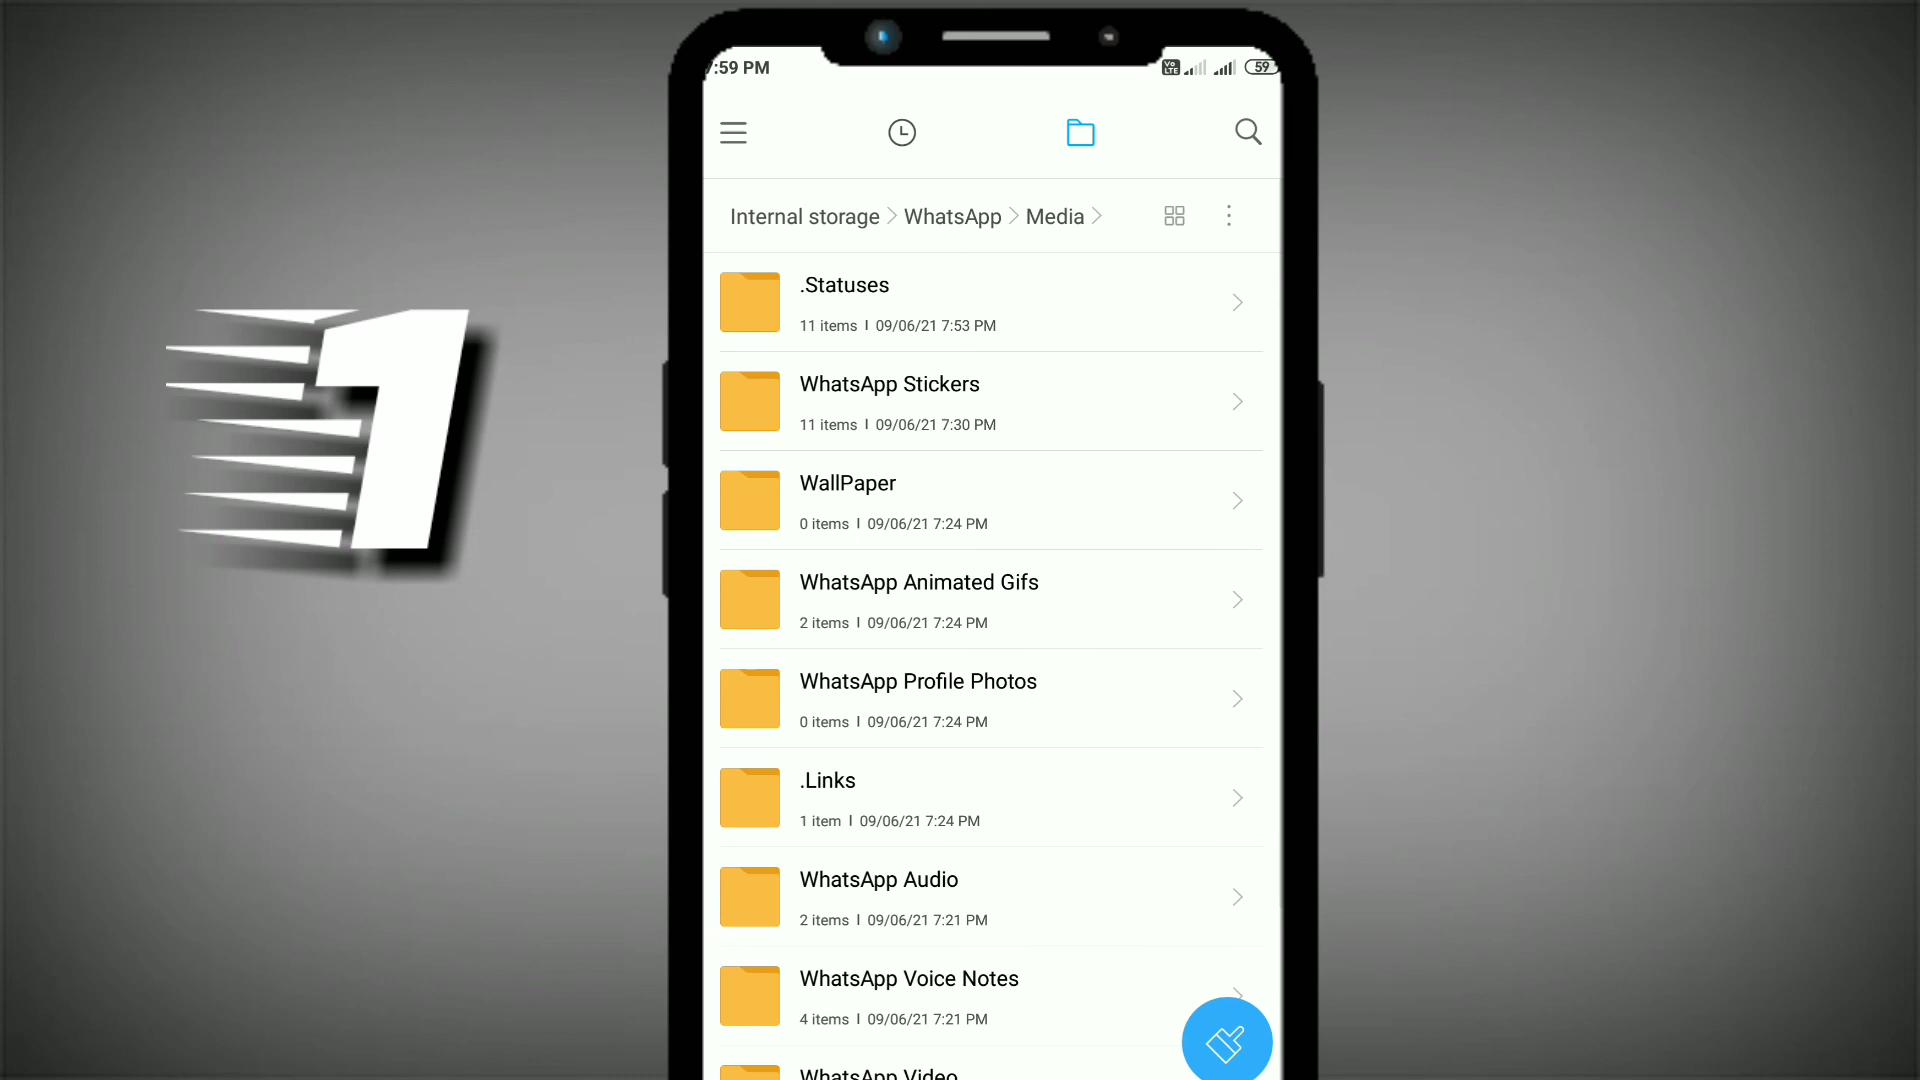 :59 PM
Vo LTE 59
Internal storage WhatsApp Media
.Statuses
11 items I 09/06/21 7:53 PM
WhatsApp Stickers
11 items I 09/06/21 7:30 PM
WallPaper
0 items I 09/06/21 7:24 PM
WhatsApp Animated Gifs
2 items I 09/06/21 7:24 PM
WhatsApp Profile Photos
0 items I 09/06/21 7:24 PM
.Links
1 item I 09/06/21 7:24 PM
WhatsApp Audio
2 items I 09/06/21 7:21 PM
WhatsApp Voice Notes
4 items I 09/06/21 7:21 PM
WhatsApp Video
1